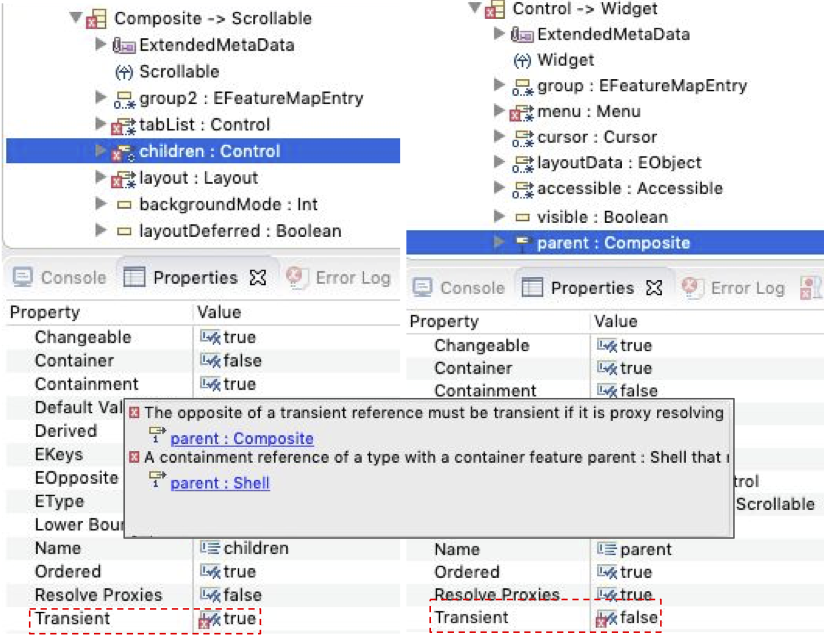 Composite -> Scrollable
ExtendedMetaData
Scrollable
group2 : EFeatureMapEntry
tabList : Control
children : Control
layout : Layout
backgroundMode : Int
layoutDeferred : Boolean
Console Properties Error Log
Property Value
Changeable true
Container false
Containment true
Default Val
Derived
EKeys
EOpposite
EType
Lower Boun
Name children
Ordered true
Resolve Proxies false
Transient true
The opposite of a transient reference must be transient if it is proxy resolving
parent : Composite
A containment reference of a type with a container feature parent : Shell that
parent : Shell
Control -> Widget
ExtendedMetaData
Widget
group : EFeatureMapEntry
menu : Menu
cursor : Cursor
layoutData : EObject
accessible : Accessible
visible : Boolean
parent : Composite
Console Properties Error Log
Property Value
Changeable true
Container true
Containment false
trol
Scrollable
Name parent
Ordered true
Resolve Proxies true
Transient false